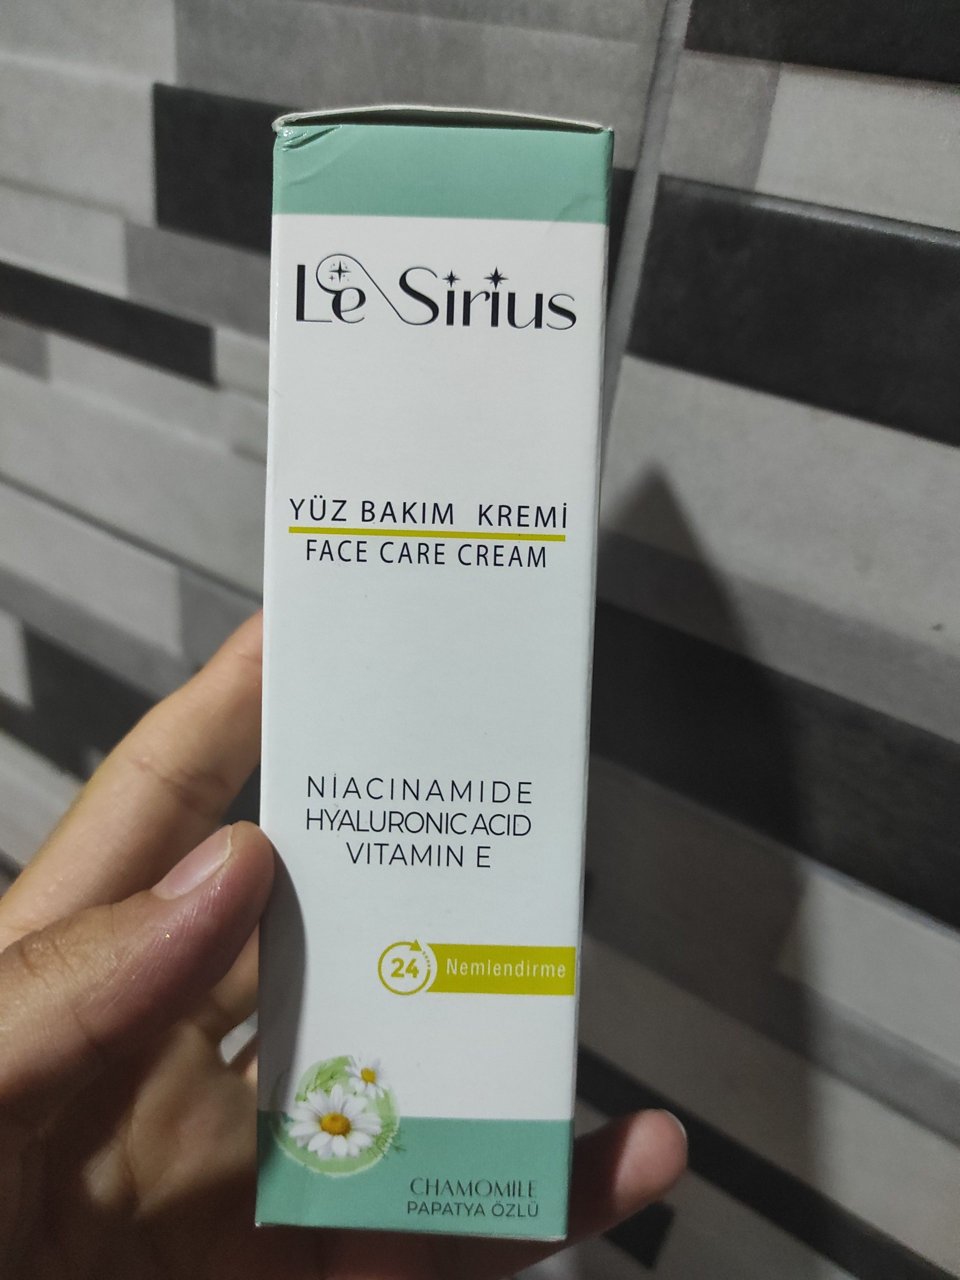 Le Sirius
YÜZ BAKIM KREMİ
FACE CARE CREAM
NİACINAMIDE
HYALURONIC ACID
VITAMIN E
24 Nemlendirme
CHAMOMILE
PAPATYA ÖZLÜ